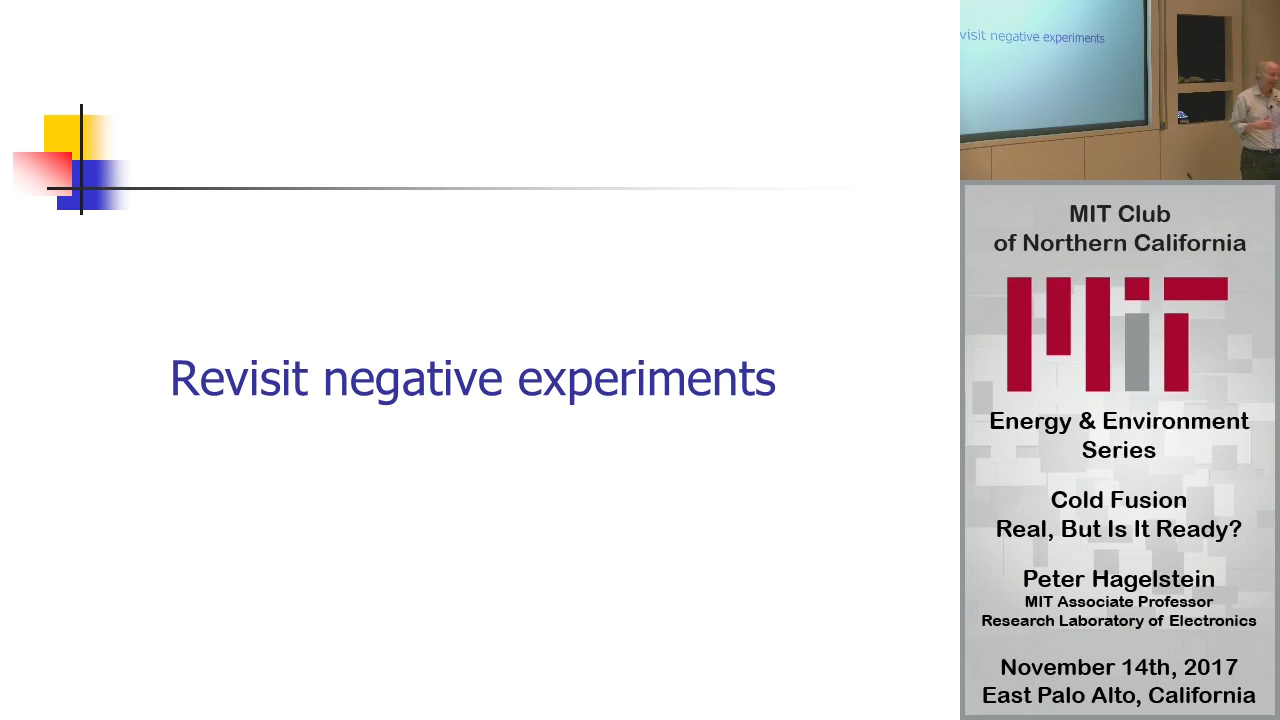 Revisit negative experiments
visit negative experiments
MIT Club
of Northern California
MiT
Energy & Environment
Series
Cold Fusion
Real, But Is It Ready?
Peter Hagelstein
MIT Associate Professor
Research Laboratory of Electronics
November 14th, 2017
East Palo Alto, California